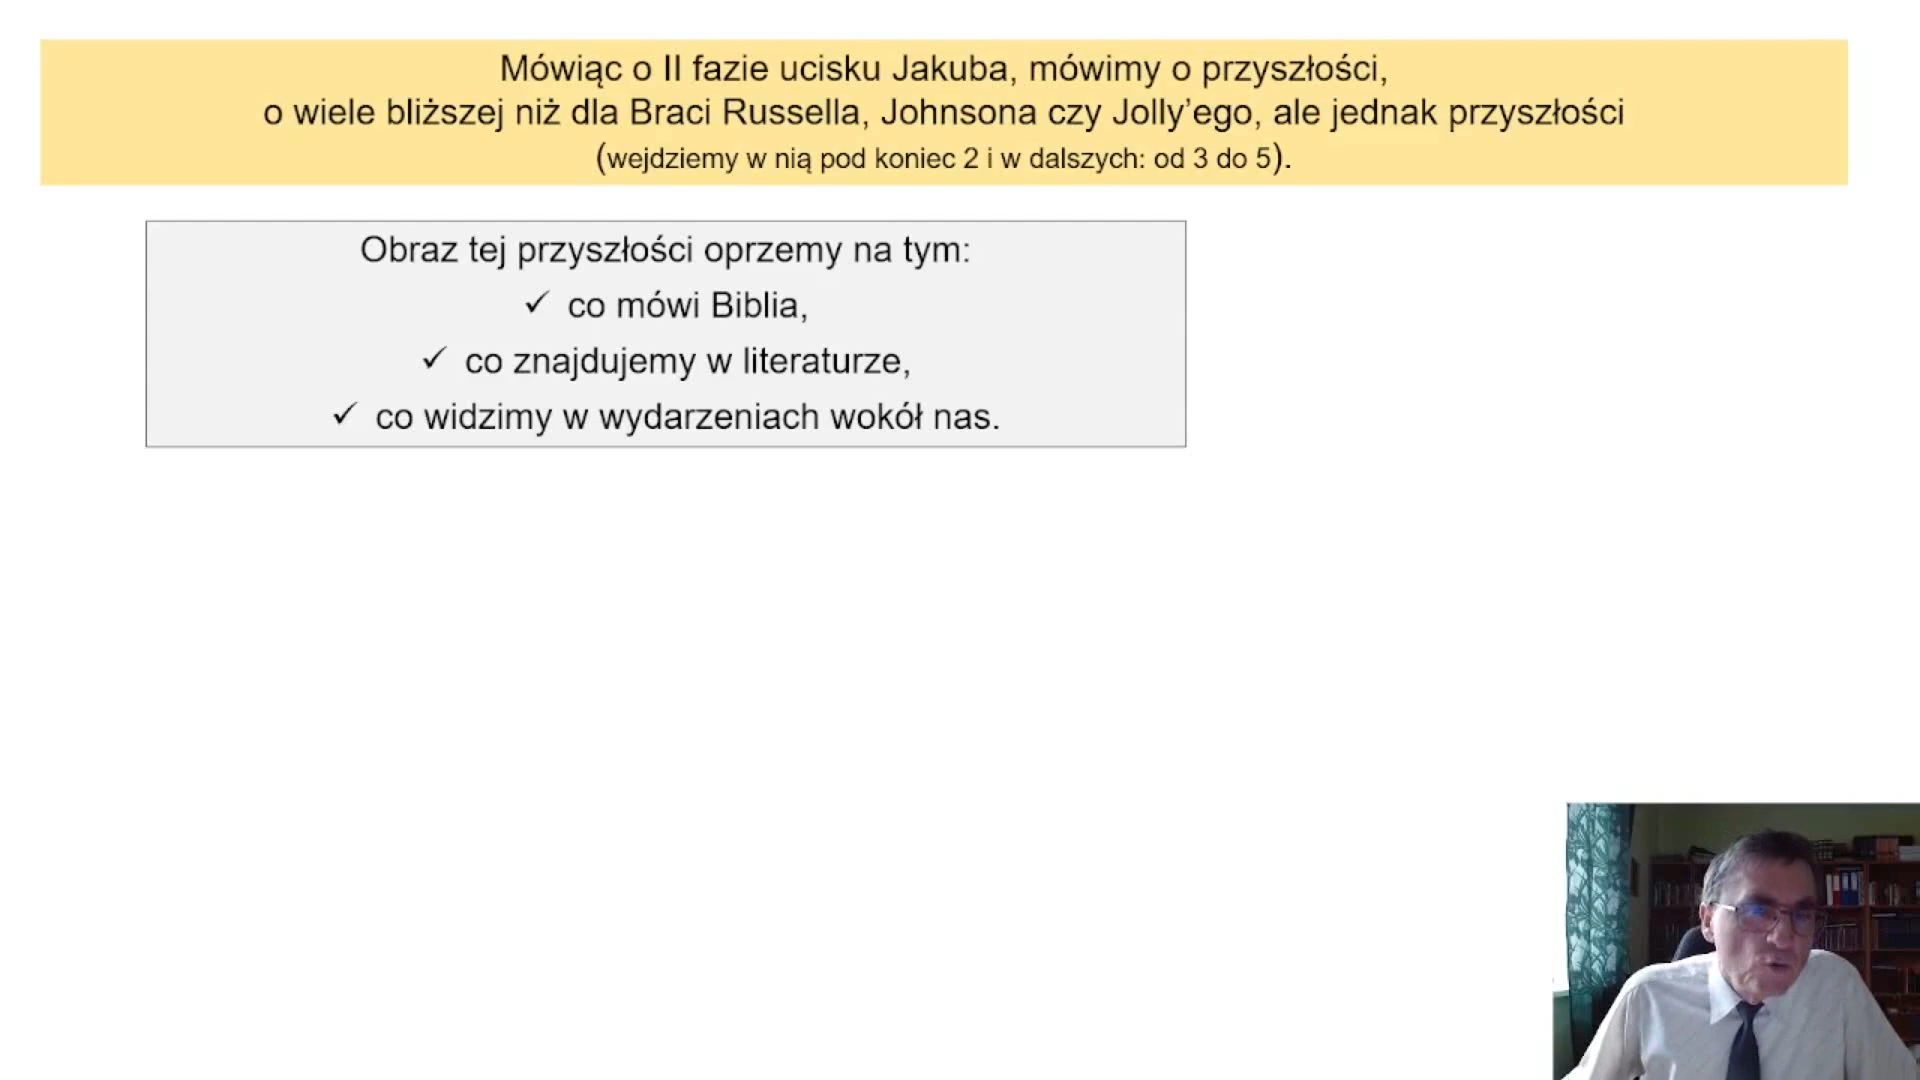 Mówiąc o II fazie ucisku Jakuba, mówimy o przyszłości,
o wiele bliższej niż dla Braci Russella, Johnsona czy Jolly’ego, ale jednak przyszłości
(wejdziemy w nią pod koniec 2 i w dalszych: od 3 do 5).
Obraz tej przyszłości oprzemy na tym:
✓ co mówi Biblia,
✓ co znajdujemy w literaturze,
✓ co widzimy w wydarzeniach wokół nas.